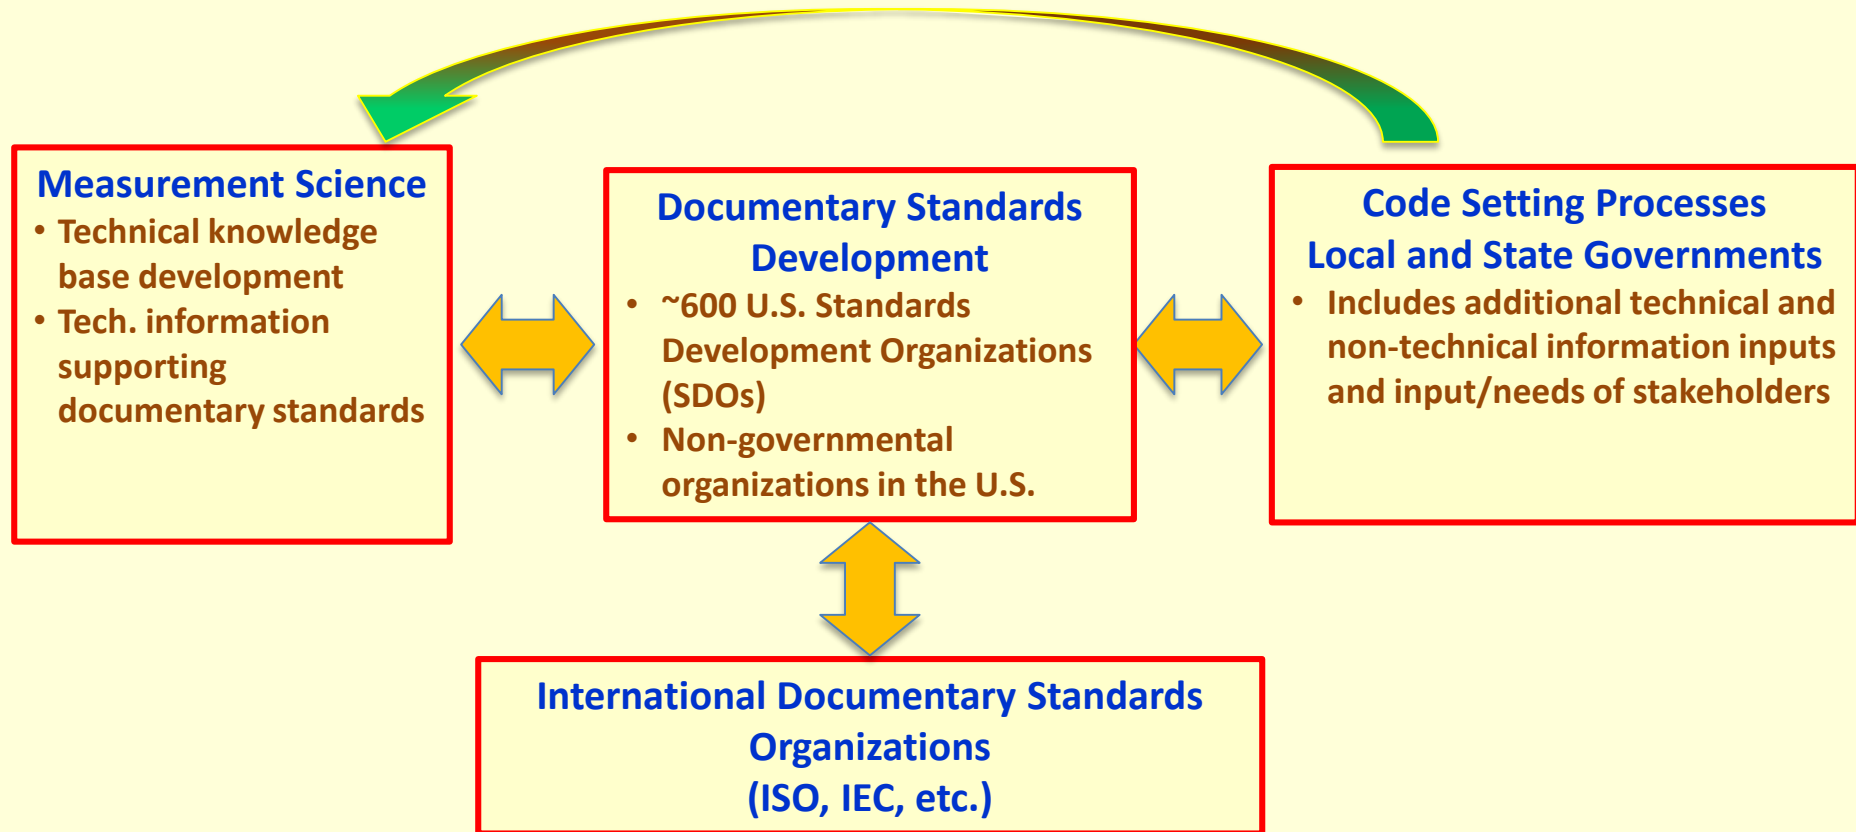 Measurement Science
• Technical knowledge
base development
• Tech. information
supporting
documentary standards
Documentary Standards
Development
• ~600 U.S. Standards
Development Organizations
(SDOs)
• Non-governmental
organizations in the U.S.
Code Setting Processes
Local and State Governments
• Includes additional technical and
non-technical information inputs
and input/needs of stakeholders
International Documentary Standards
Organizations
(ISO, IEC, etc.)